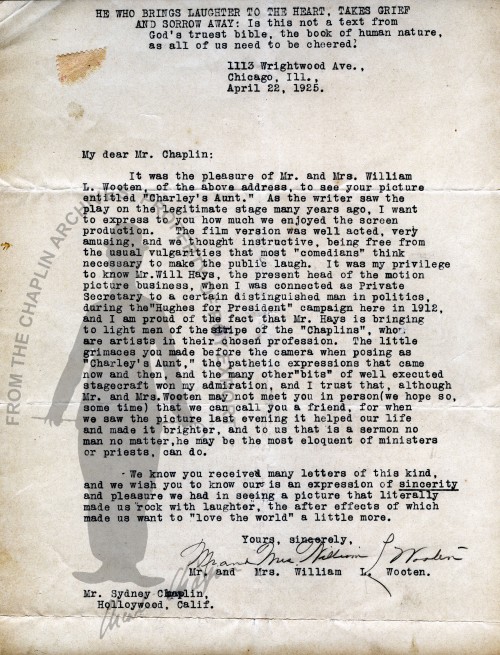 HE WHO BRINGS LAUGHTER TO THE HEART, TAKES GRIEF
AND SORROW AWAY: Is this not a text from
God's truest bible, the book of human nature,
as all of us need to be cheered.
1113 Wrightwood Ave.,
Chicago, Ill.,
April 22, 1925.
My dear Mr. Chaplin:
It was the pleasure of Mr. and Mrs. William
L. Wooten, of the above address, to see your picture
entitled "Charley's Aunt." As the writer saw the
play on the legitimate stage many years ago, I want
to express to you how much we enjoyed the screen
production. The film version was well acted, very
amusing, and we thought instructive, being free from
the usual vulgarities that most "comedians" think
necessary to make the public laugh. It was my privilege
to know Mr.Will Hays, the present head of the motion
picture business, when I was connected as Private
Secretary to a certain distinguished man in politics,
during the"Hughes for President" campaign here in 1912,
and I am proud of the fact that Mr. Hays is bringing
to light men of the stripe of the "Chaplins", who
are artists in their chosen profession. The little
grimaces you made before the camera when posing as
"Charley's Aunt," the pathetic expressions that came
now and then, and the many other"bits" of well executed
stagecraft won my admiration, and I trust that, although
Mr. and Mrs.Wooten may not meet you in person(we hope so,
some time) that we can call you a friend, for when
we saw the picture last evening it helped our life
and made it brighter, and to us that is a sermon no
man no matter,he may be the most eloquent of ministers
or priests, can do.
We know you received many letters of this kind,
and we wish you to know ours is an expression of sincerity
and pleasure we had in seeing a picture that literally
made us rock with laughter, the after effects of which
made us want to "love the world" a little more.
Yours, sincerely,
Mr and Mrs William L Wooten
Mr. and Mrs. William L. Wooten.
Mr. Sydney Chaplin,
Holloywood, Calif.
FROM THE CHAPLIN